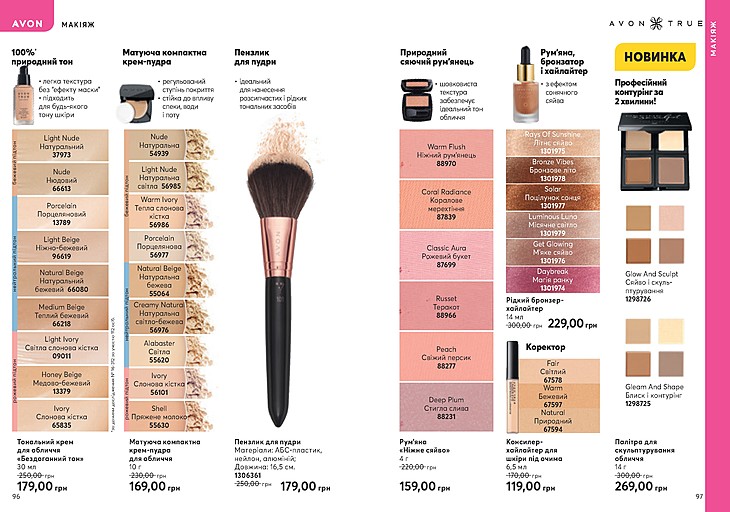 AVON
МАКІЯЖ
100%*
природний тон
• легка текстура
без "ефекту маски"
• підходить
для будь-якого
тону шкіри
бежевий підтон
Light Nude
Натуральний
37973
Nude
Нюдовий
66613
нейтральний підтон
Porcelain
Порцеляновий
13789
Light Beige
Ніжно-бежевий
96619
Natural Beige
Натуральний
бежевий 66080
Medium Beige
Теплий бежевий
66218
рожевий підтон
Light Ivory
Світла слонова кістка
09011
Honey Beige
Медово-бежевий
13379
Ivory
Слонова кістка
65835
Тональний крем
для обличчя
«Бездоганний тон»
30 мл
250,00 грн
179,00 грн
96
Матуюча компактна
крем-пудра
• регульований
ступінь покриття
• стійка до впливу
спеки, води
і поту
Nude
Натуральна
54939
бежевий підтон
Light Nude
Натуральна
світла 56985
Warm Ivory
Тепла слонова
кістка
56986
нейтральний підтон
Porcelain
Порцелянова
56977
Natural Beige
Натуральна
бежева
55064
Creamy Natural
Натуральна
світло-бежева
56976
Alabaster
Світла
55620
рожевий підтон
Ivory
Слонова кістка
56101
Shell
Пряжене молоко
55630
Матуюча компактна
крем-пудра
для обличчя
10 г
230,00 грн
169,00 грн
Пензлик
для пудри
• ідеальний
для нанесення
розсипчастих і рідких
тональних засобів
AVON
Пензлик для пудри
Матеріали: АБС-пластик,
нейлон, алюміній;
Довжина: 16,5 см.
1306361
250,00 грн
179,00 грн
Природний
сяючий рум'янець
• шовковиста
текстура
забезпечує
ідеальний тон
обличчя
Warm Flush
Ніжний рум'янець
88970
Coral Radiance
Коралове
мерехтіння
87839
Classic Aura
Рожевий букет
87699
Russet
Теракот
88966
Peach
Свіжий персик
88277
Deep Plum
Стигла слива
88231
Рум'яна
«Ніжне сяйво»
4 г
220,00 грн
159,00 грн
Рум'яна,
бронзатор
і хайлайтер
• з ефектом
сонячного
сяйва
Rays Of Sunshine
Літнє сяйво
1301975
Bronze Vibes
Бронзове літо
1301978
Solar
Поцілунок сонця
1301977
Luminous Luna
Місячне світло
1301979
Get Glowing
М'яке сяйво
1301976
Daybreak
Магія ранку
1301974
Рідкий бронзер-
хайлайтер
14 мл
300,00 грн
229,00 грн
Коректор
Fair
Світлий
67578
Warm
Бежевий
67597
Natural
Природний
67594
Консилер-
хайлайтер для
шкіри під очима
6,5 мл
170,00 грн
119,00 грн
AVON TRUE
МАКІЯЖ
НОВИНКА
Професійний
контуринг за
2 хвилини!
Glow And Sculpt
Сяйво і скуль-
птурування
1298726
Gleam And Shape
Блиск і контурінг
1298725
Палітра для
скульптурування
обличчя
14 г
300,00 грн
269,00 грн
97